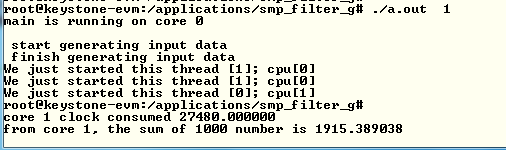 root@keystone-evm:/applications/smp_filter_g# ./a.out  1
main is running on core 0

 start generating input data
 finish generating input data
We just started this thread [1]; cpu[0]
We just started this thread [1]; cpu[0]
We just started this thread [0]; cpu[1]
root@keystone-evm:/applications/smp_filter_g#
core 1 clock consumed 27480.000000
from core 1, the sum of 1000 number is 1915.389038